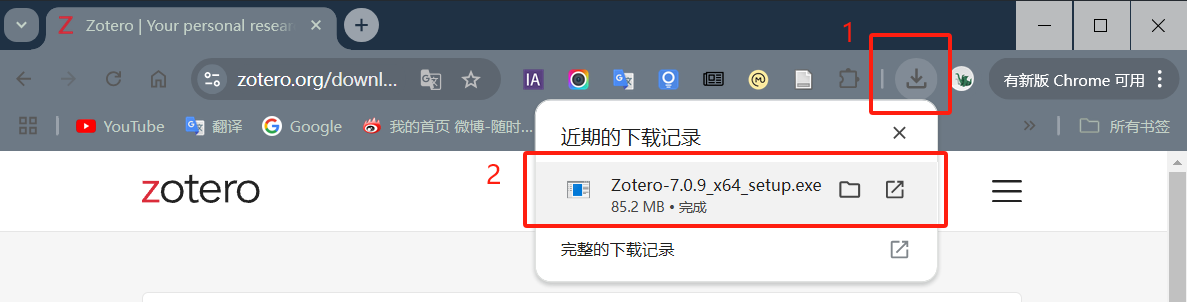 Zotero | Your personal resear
1
zotero.org/downl...
IA
有新版 Chrome 可用
YouTube
翻译
Google
我的首页 微博-随时...
所有书签
近期的下载记录
zotero
2
Zotero-7.0.9_x64_setup.exe
85.2 MB • 完成
完整的下载记录